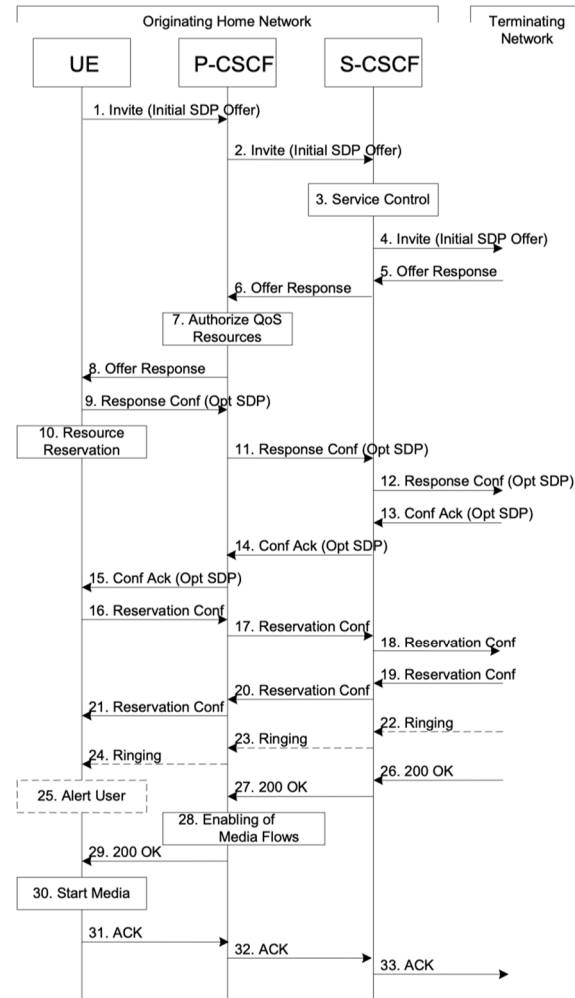 Originating Home Network
Terminating
Network
UE
P-CSCF
S-CSCF
1. Invite (Initial SDP Offer)
2. Invite (Initial SDP Offer)
3. Service Control
4. Invite (Initial SDP Offer)
5. Offer Response
6. Offer Response
7. Authorize QoS
Resources
8. Offer Response
9. Response Conf (Opt SDP)
10. Resource
Reservation
11. Response Conf (Opt SDP)
12. Response Conf (Opt SDP)
13. Conf Ack (Opt SDP)
14. Conf Ack (Opt SDP)
15. Conf Ack (Opt SDP)
16. Reservation Conf
17. Reservation Conf
18. Reservation Conf
19. Reservation Conf
20. Reservation Conf
21. Reservation Conf
22. Ringing
23. Ringing
24. Ringing
25. Alert User
26. 200 OK
27. 200 OK
28. Enabling of
Media Flows
29. 200 OK
30. Start Media
31. ACK
32. ACK
33. ACK